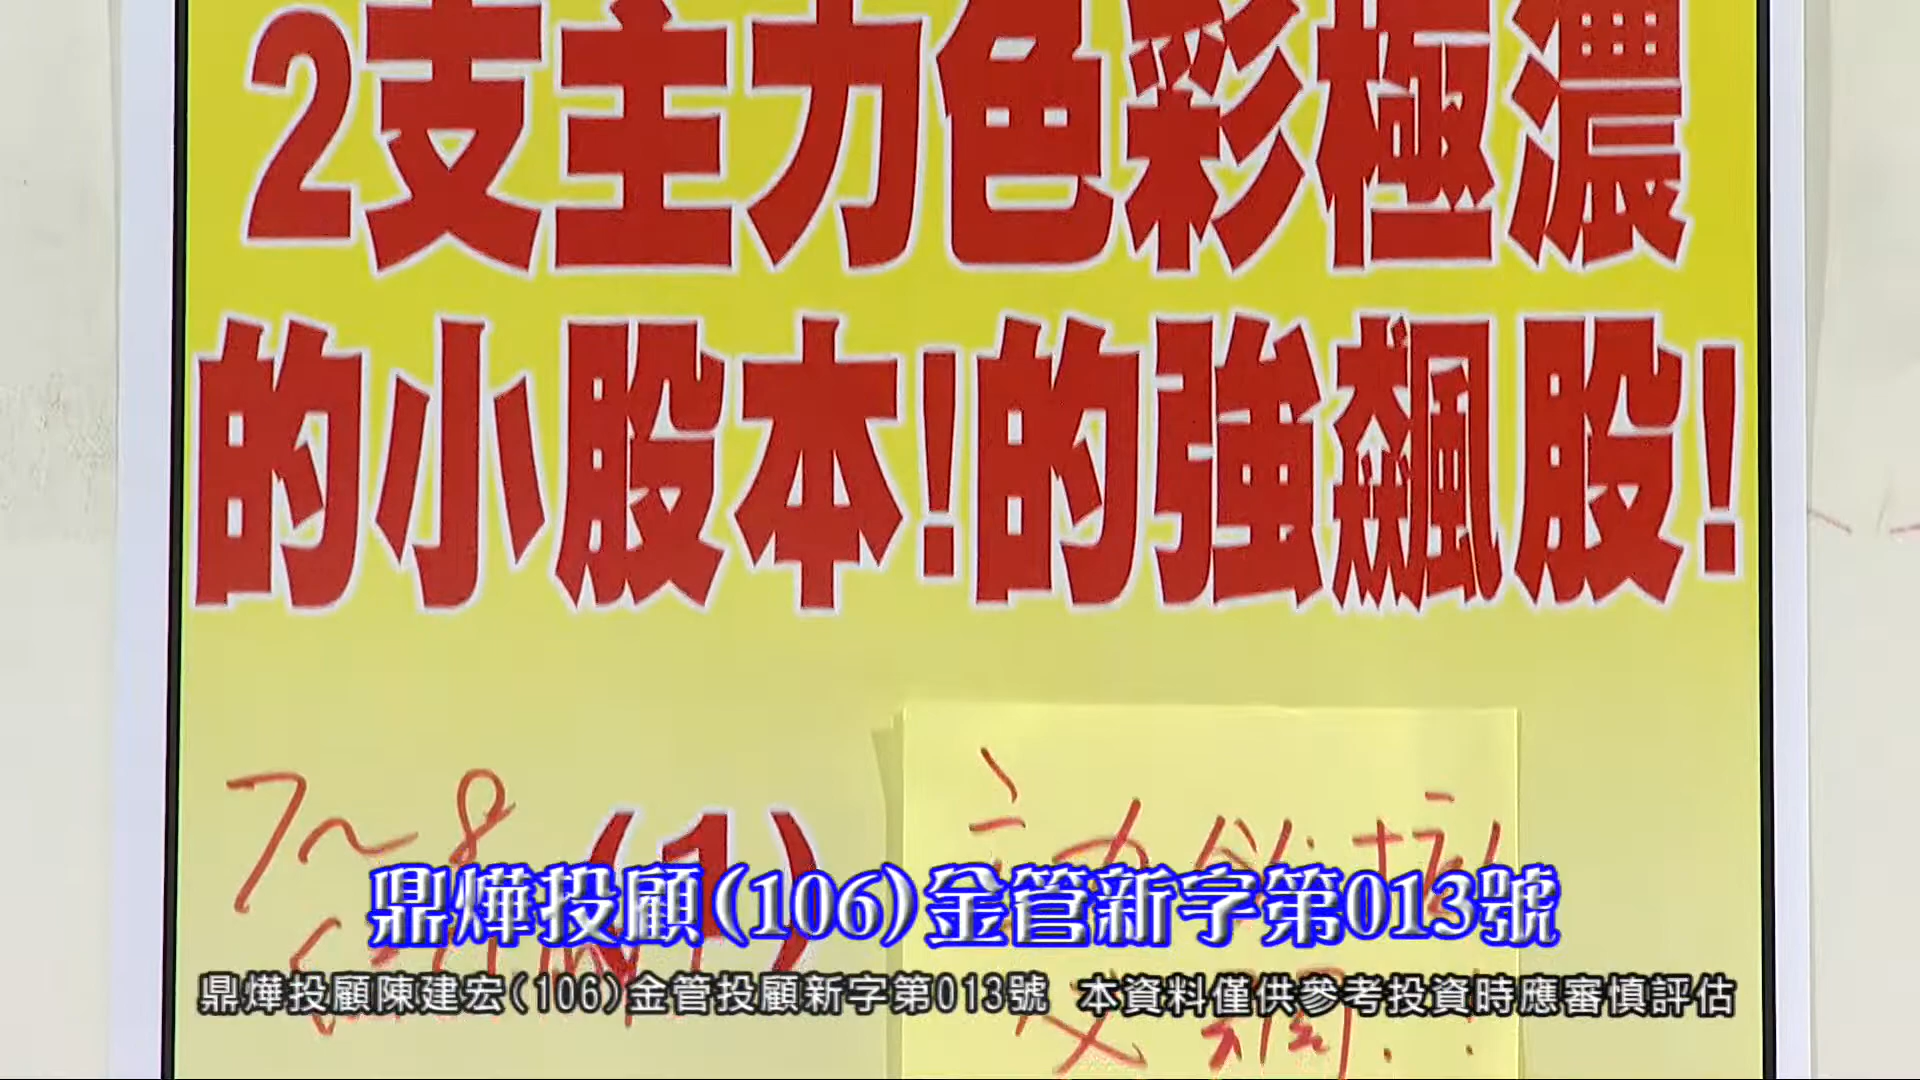 2支主力色彩極濃
的小股本!的強飆股!
7～8
(1)
鼎燁投顧(106)金管新字第013號
鼎燁投顧陳建宏(106)金管投顧新字第013號 本資料僅供參考投資時應審慎評估